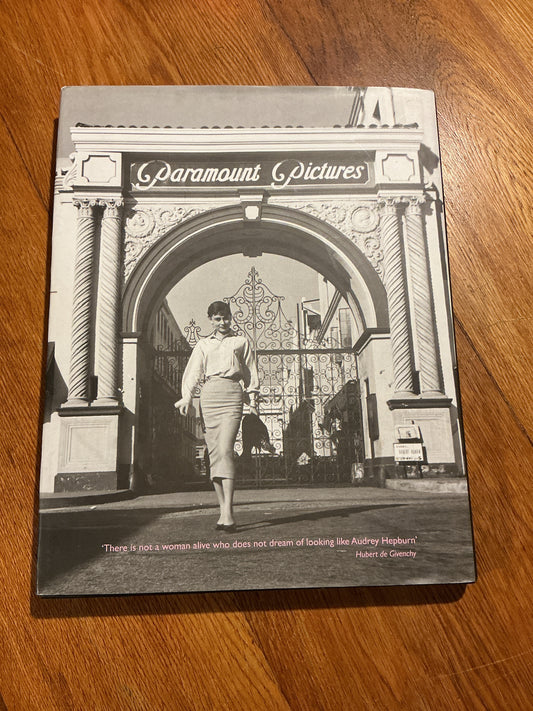 Paramount Pictures
'There is not a woman alive who does not dream of looking like Audrey Hepburn'
Hubert de Givenchy